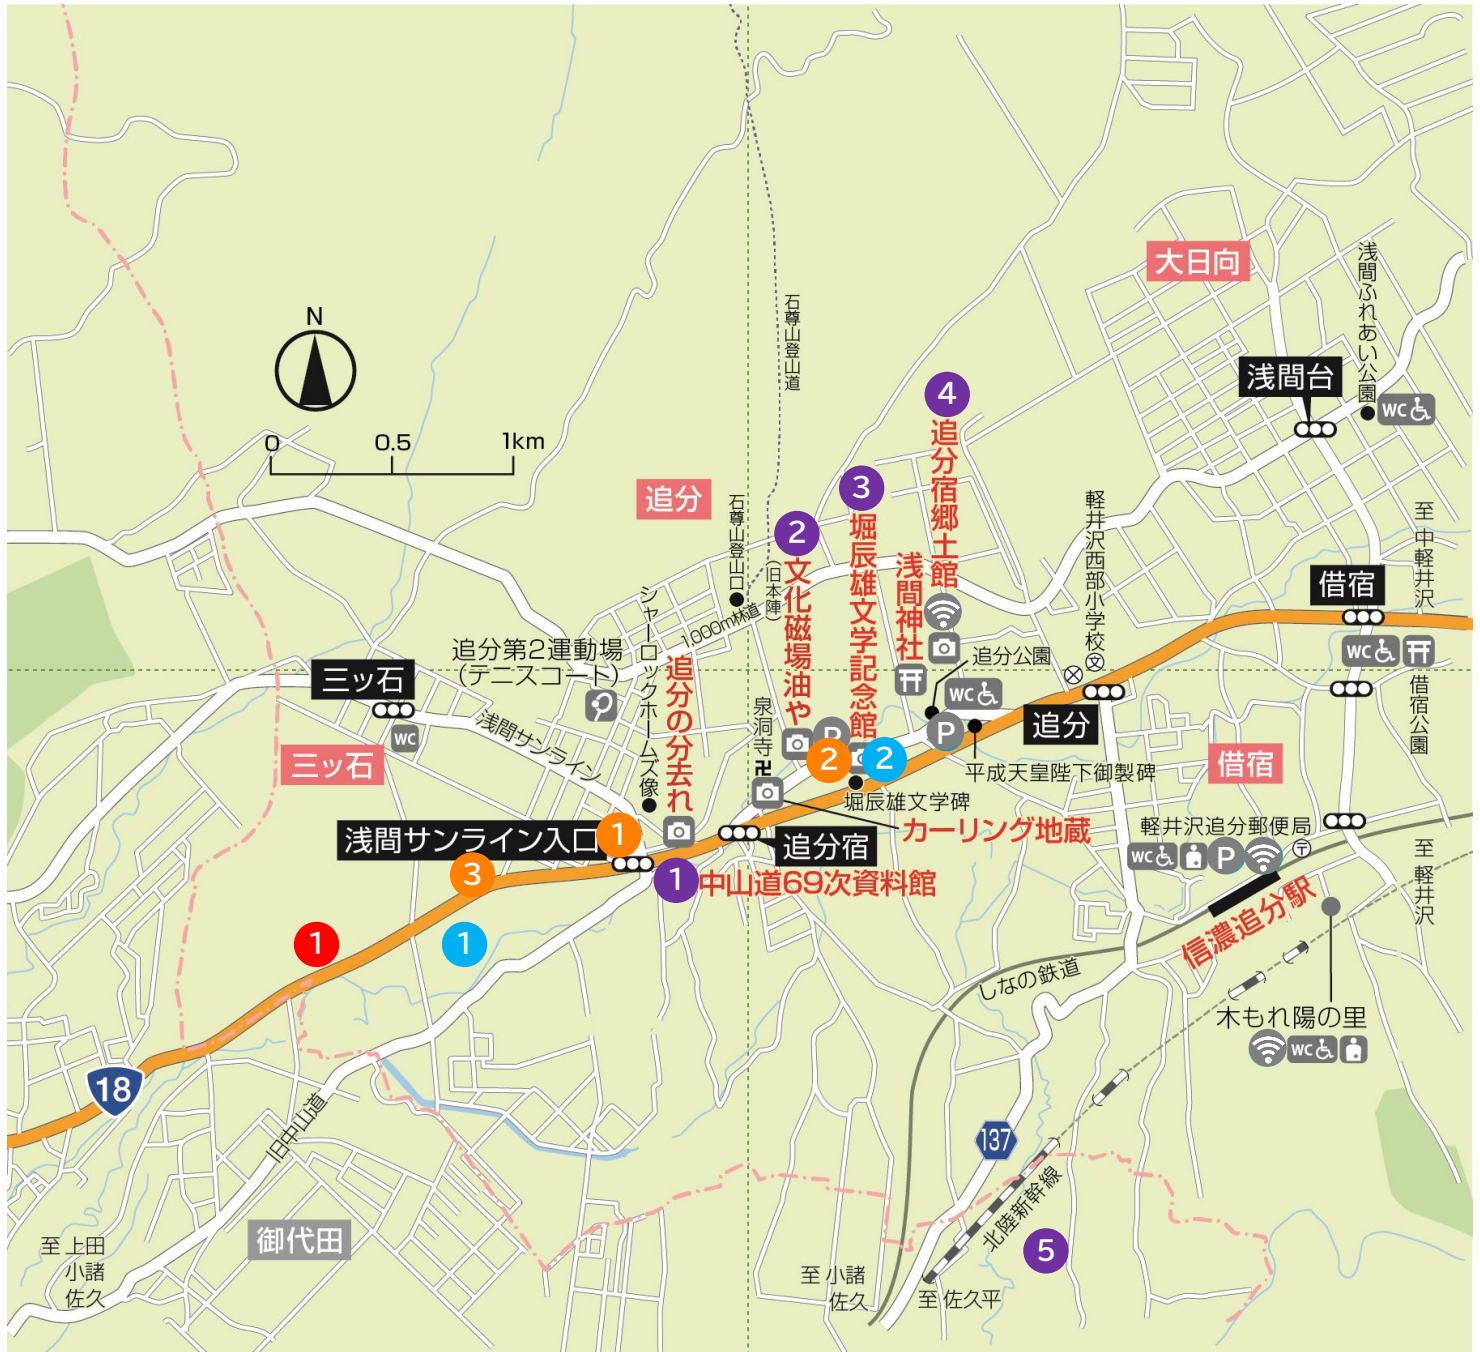 大日向
浅間ふれあい公園
WC
浅間台
N
0
0.5
1km
石尊山登山道
4
追分宿郷土館
追分
石尊山登山口
3
堀辰雄文学記念館
2
文化磁場油や
(旧本陣)
浅間神社
軽井沢西部小学校
文
至 中軽井沢
借宿
WC
借宿公園
1000m林道
シャーロックホームズ像
追分第2運動場
(テニスコート)
追分の分去れ
三ッ石
WC
浅間サンライン
三ッ石
泉洞寺
卍
P
追分公園
WC
P
追分
平成天皇陛下御製碑
借宿
2
2
堀辰雄文学碑
カーリング地蔵
浅間サンライン入口
1
追分宿
軽井沢追分郵便局
〒
WC
P
至 軽井沢
3
1
中山道69次資料館
信濃追分駅
1
1
しなの鉄道
木もれ陽の里
WC
18
旧中山道
137
北陸新幹線
御代田
至 上田
小諸
佐久
5
至 小諸
佐久
至 佐久平